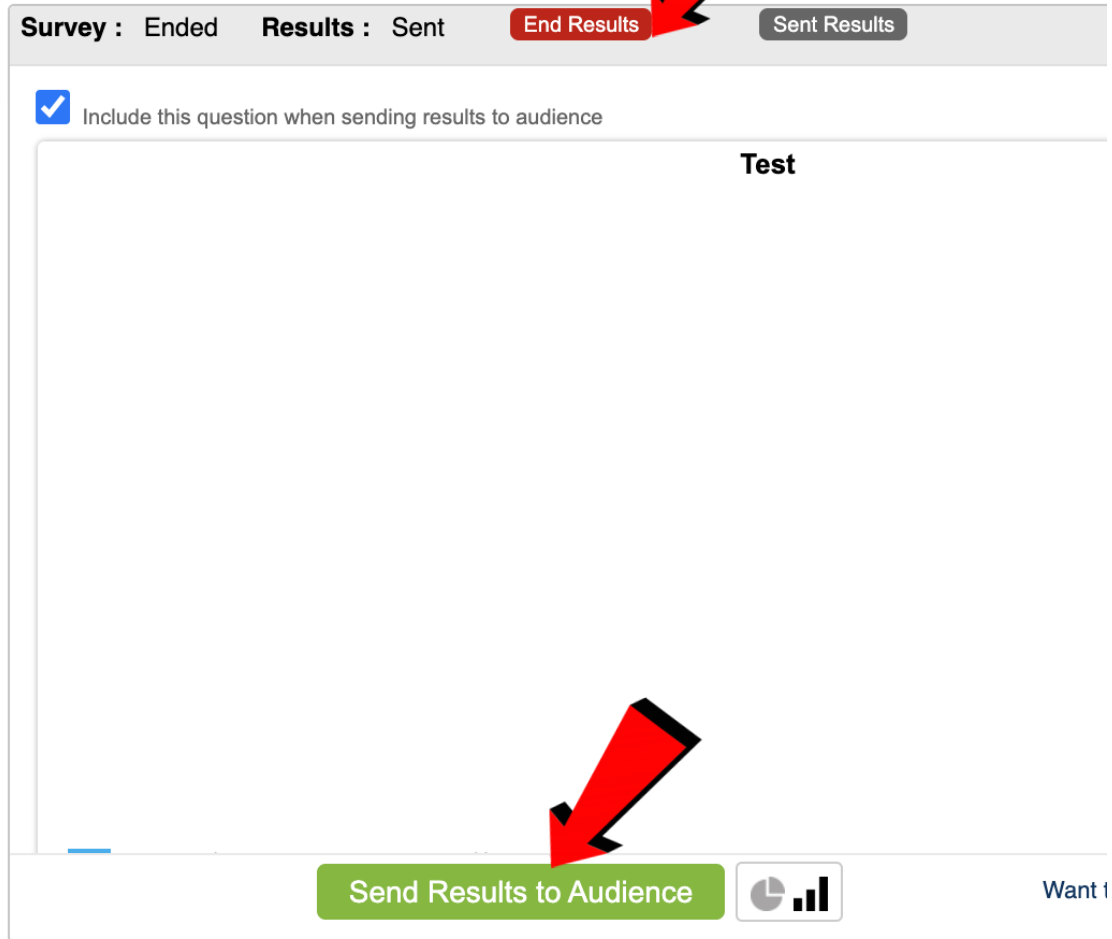 Survey : Ended Results : Sent End Results Sent Results
Include this question when sending results to audience
Test
Send Results to Audience
Want